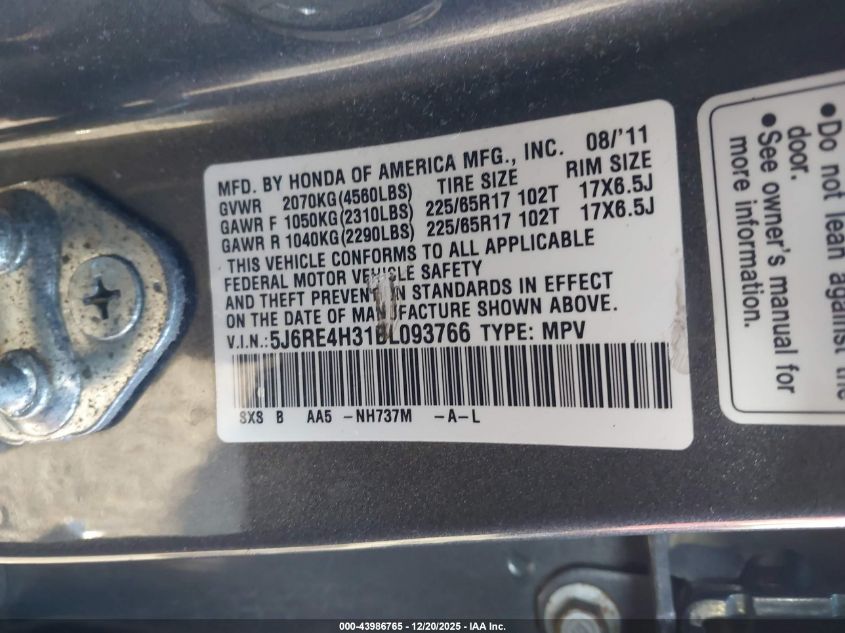 MFD. BY HONDA OF AMERICA MFG., INC. 08/'11
GVWR 2070KG(4560LBS) TIRE SIZE RIM SIZE
GAWR F 1050KG(2310LBS) 225/65R17 102T 17X6.5J
GAWR R 1040KG(2290LBS) 225/65R17 102T 17X6.5J
THIS VEHICLE CONFORMS TO ALL APPLICABLE
FEDERAL MOTOR VEHICLE SAFETY
AND THEFT PREVENTION STANDARDS IN EFFECT
ON THE DATE OF MANUFACTURE SHOWN ABOVE.
V.I.N.: 5J6RE4H31BL093766 TYPE: MPV
SXS B AA5 -NH737M -A-L
•Do not lean against the
door.
•See owner's manual for
more information.
000-43986765 - 12/20/2025 - IAA Inc.